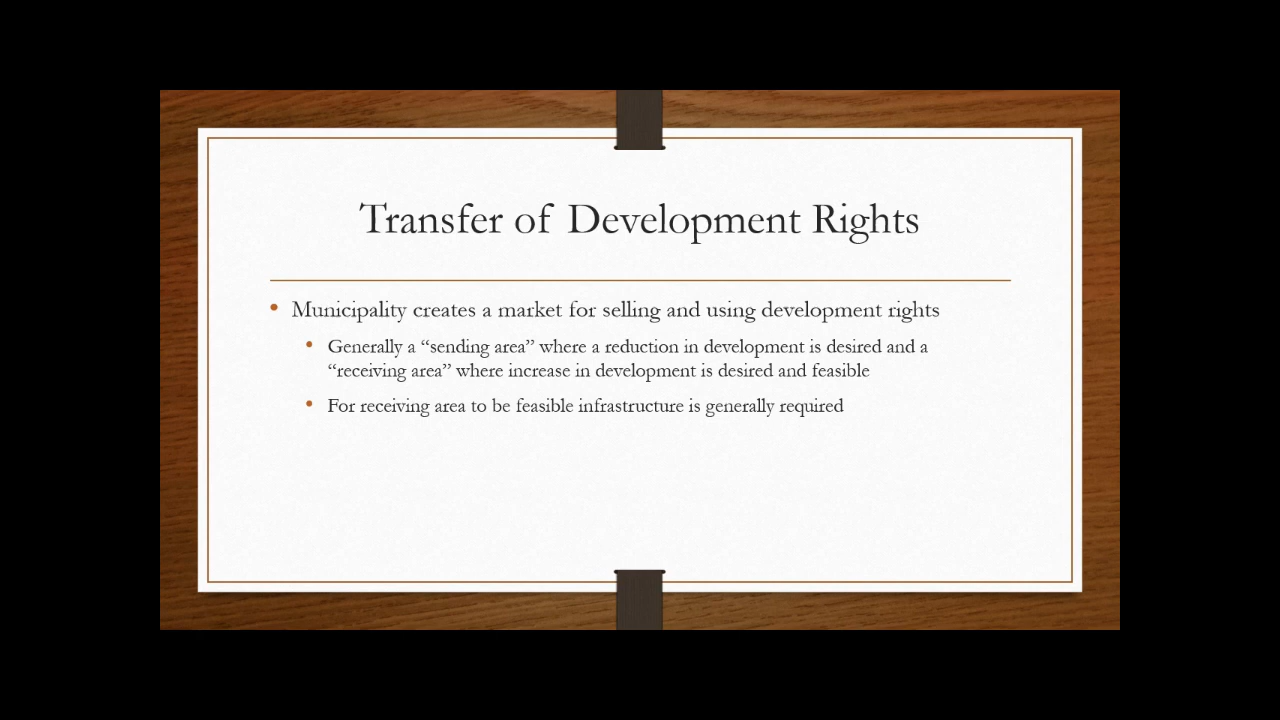 Transfer of Development Rights
• Municipality creates a market for selling and using development rights
• Generally a “sending area” where a reduction in development is desired and a
“receiving area” where increase in development is desired and feasible
• For receiving area to be feasible infrastructure is generally required